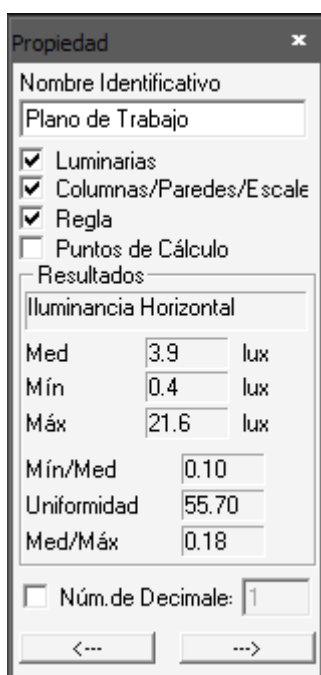 Propiedad
Nombre Identificativo
Plano de Trabajo
Luminarias
Columnas/Paredes/Escale
Regla
Puntos de Cálculo
Resultados
Iluminancia Horizontal
Med 3.9 lux
Mín 0.4 lux
Máx 21.6 lux
Mín/Med 0.10
Uniformidad 55.70
Med/Máx 0.18
Núm.de Decimale: 1
<--- --->